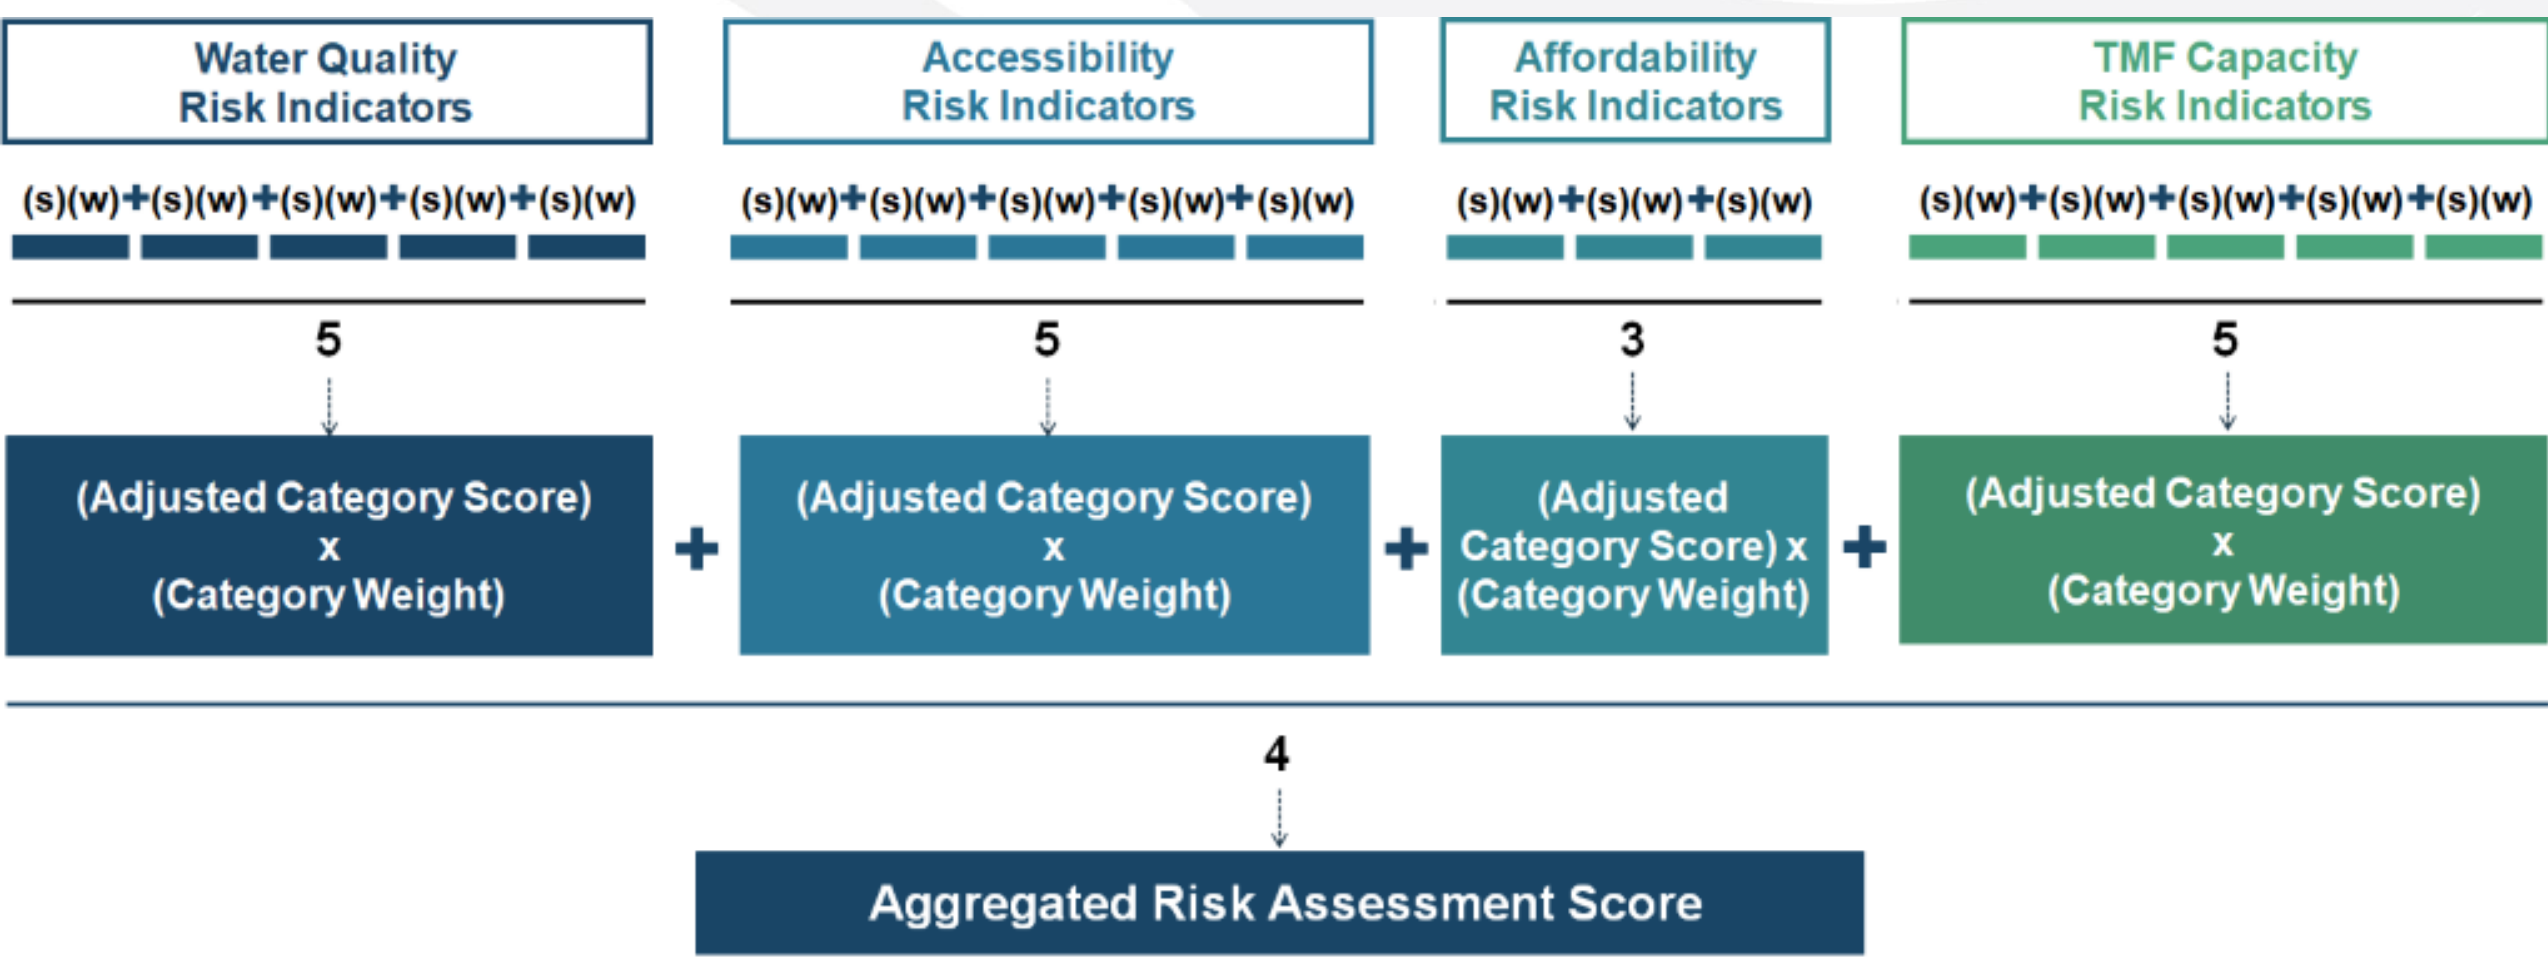 Water Quality
Risk Indicators
Accessibility
Risk Indicators
Affordability
Risk Indicators
TMF Capacity
Risk Indicators
(s)(w)+(s)(w)+(s)(w)+(s)(w)+(s)(w)
(s)(w)+(s)(w)+(s)(w)+(s)(w)+(s)(w)
(s)(w)+(s)(w)+(s)(w)
(s)(w)+(s)(w)+(s)(w)+(s)(w)+(s)(w)
5
5
3
5
(Adjusted Category Score)
x
(Category Weight)
+
(Adjusted Category Score)
x
(Category Weight)
+
(Adjusted
Category Score) x
(Category Weight)
+
(Adjusted Category Score)
x
(Category Weight)
4
Aggregated Risk Assessment Score